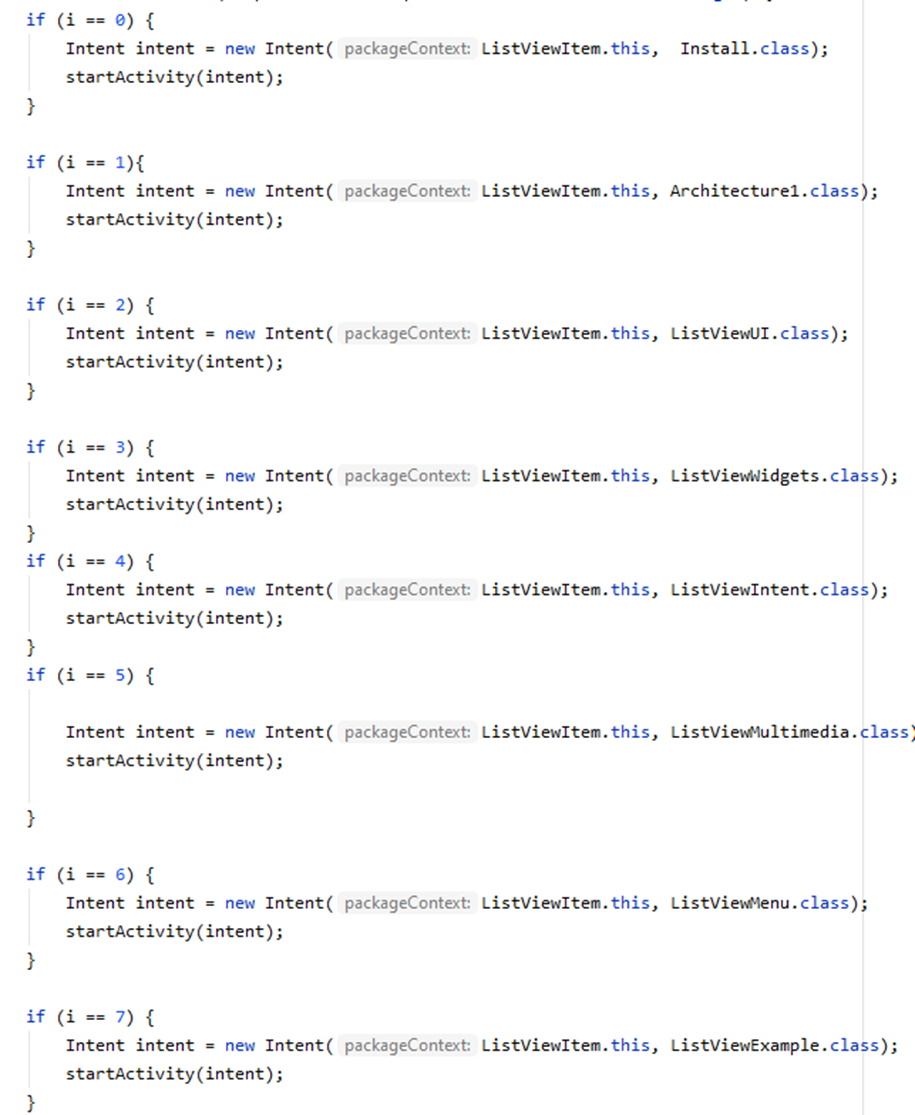 if (i == 0) {
Intent intent = new Intent( packageContext: ListViewItem.this,  Install.class);
startActivity(intent);
}
if (i == 1){
Intent intent = new Intent( packageContext: ListViewItem.this, Architecture1.class);
startActivity(intent);
}
if (i == 2) {
Intent intent = new Intent( packageContext: ListViewItem.this, ListViewUI.class);
startActivity(intent);
}
if (i == 3) {
Intent intent = new Intent( packageContext: ListViewItem.this, ListViewWidgets.class);
startActivity(intent);
}
if (i == 4) {
Intent intent = new Intent( packageContext: ListViewItem.this, ListViewIntent.class);
startActivity(intent);
}
if (i == 5) {
Intent intent = new Intent( packageContext: ListViewItem.this, ListViewMultimedia.class)
startActivity(intent);
}
if (i == 6) {
Intent intent = new Intent( packageContext: ListViewItem.this, ListViewMenu.class);
startActivity(intent);
}
if (i == 7) {
Intent intent = new Intent( packageContext: ListViewItem.this, ListViewExample.class);
startActivity(intent);
}